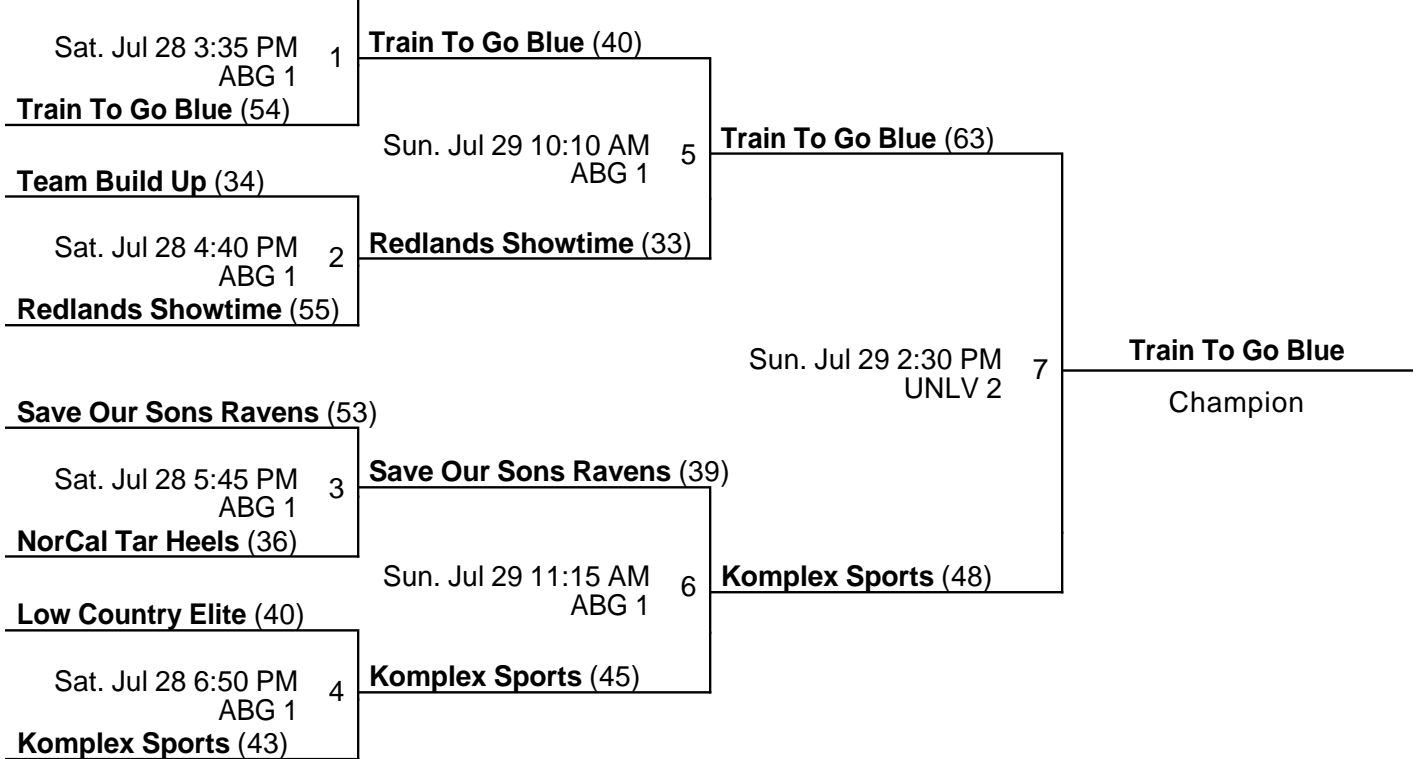 Sat. Jul 28 3:35 PM
ABG 1
1
Train To Go Blue (54)
Team Build Up (34)
Sat. Jul 28 4:40 PM
ABG 1
2
Redlands Showtime (55)
Save Our Sons Ravens (53)
Sat. Jul 28 5:45 PM
ABG 1
3
NorCal Tar Heels (36)
Low Country Elite (40)
Sat. Jul 28 6:50 PM
ABG 1
4
Komplex Sports (43)
Train To Go Blue (40)
Sun. Jul 29 10:10 AM
ABG 1
5
Redlands Showtime (33)
Save Our Sons Ravens (39)
Sun. Jul 29 11:15 AM
ABG 1
6
Komplex Sports (45)
Train To Go Blue (63)
Sun. Jul 29 2:30 PM
UNLV 2
7
Komplex Sports (48)
Train To Go Blue
Champion